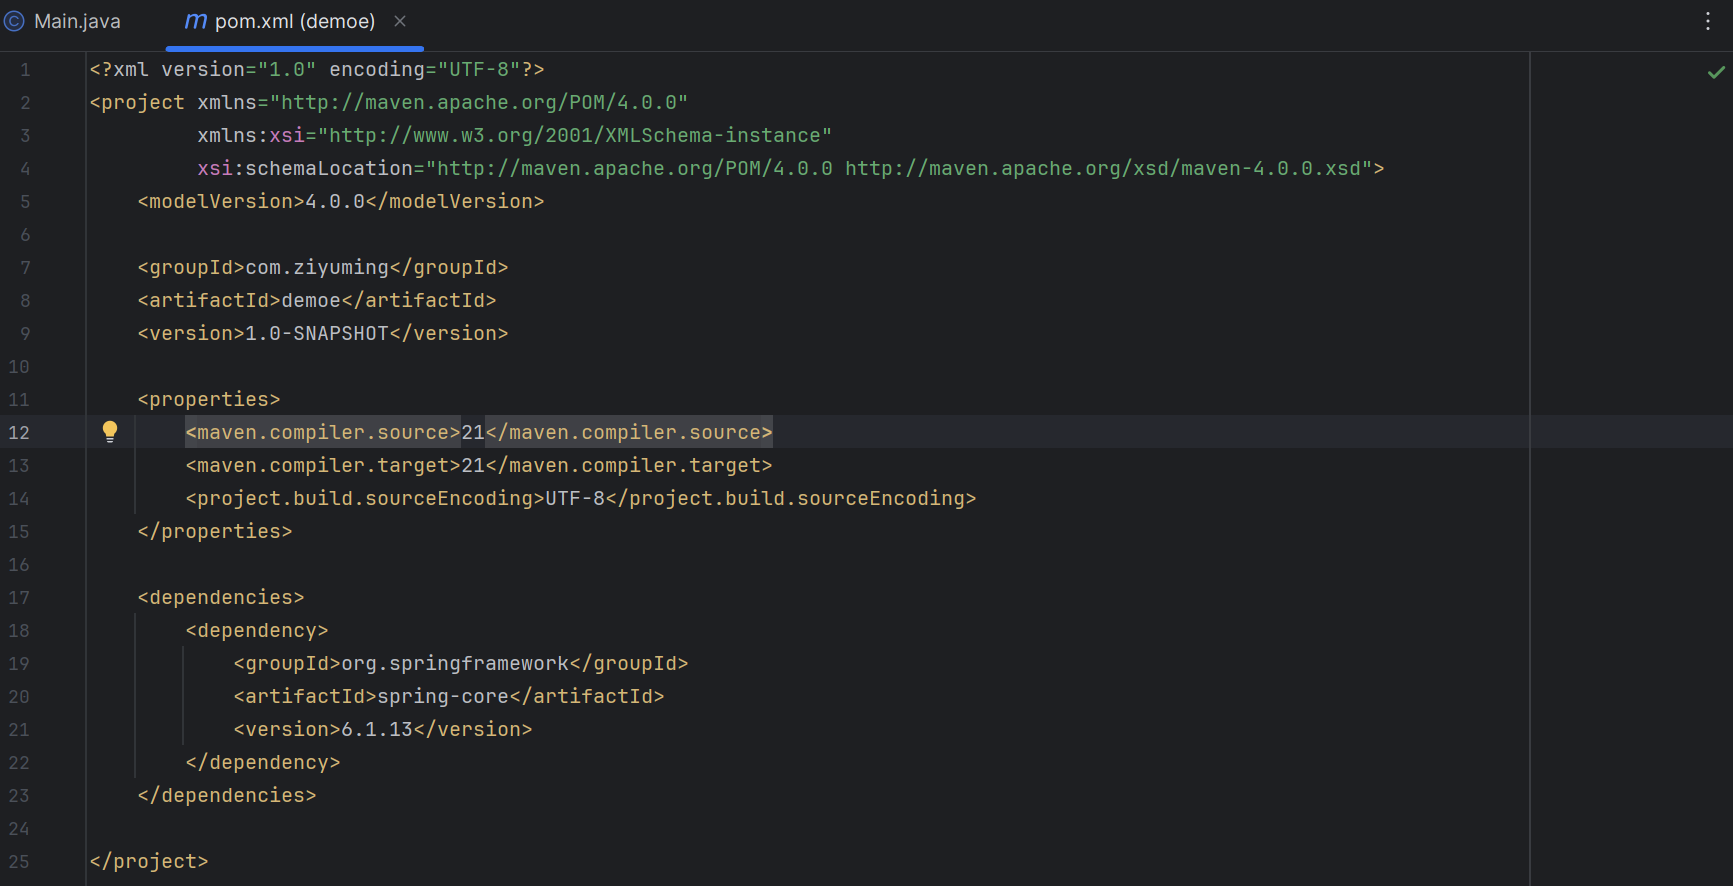 Main.java
m pom.xml (demoe)
1 <?xml version="1.0" encoding="UTF-8"?>
2 <project xmlns="http://maven.apache.org/POM/4.0.0"
3 xmlns:xsi="http://www.w3.org/2001/XMLSchema-instance"
4 xsi:schemaLocation="http://maven.apache.org/POM/4.0.0 http://maven.apache.org/xsd/maven-4.0.0.xsd">
5 <modelVersion>4.0.0</modelVersion>
6
7 <groupId>com.ziyuming</groupId>
8 <artifactId>demoe</artifactId>
9 <version>1.0-SNAPSHOT</version>
10
11 <properties>
12 <maven.compiler.source>21</maven.compiler.source>
13 <maven.compiler.target>21</maven.compiler.target>
14 <project.build.sourceEncoding>UTF-8</project.build.sourceEncoding>
15 </properties>
16
17 <dependencies>
18 <dependency>
19 <groupId>org.springframework</groupId>
20 <artifactId>spring-core</artifactId>
21 <version>6.1.13</version>
22 </dependency>
23 </dependencies>
24
25 </project>